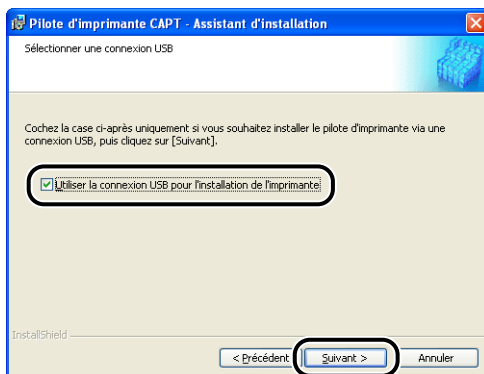 Pilote d'imprimante CAPT - Assistant d'installation
Sélectionner une connexion USB
Cochez la case ci-après uniquement si vous souhaitez installer le pilote d'imprimante via une
connexion USB, puis cliquez sur [Suivant].
Utiliser la connexion USB pour l'installation de l'imprimante
InstallShield
< Précédent Suivant > Annuler